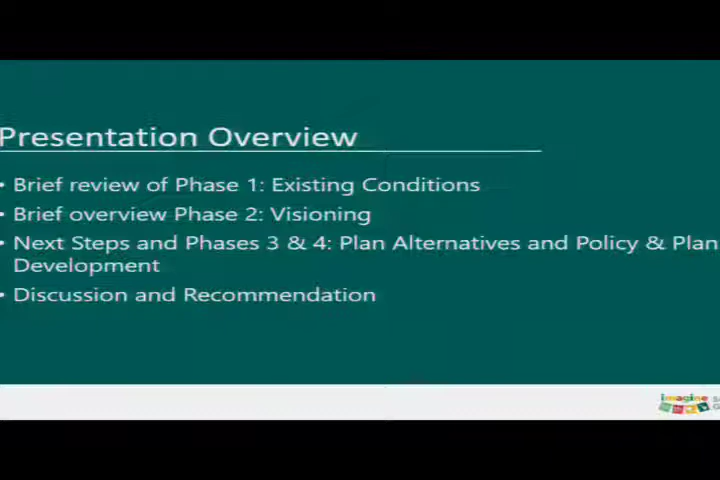 Presentation Overview
• Brief review of Phase 1: Existing Conditions
• Brief overview Phase 2: Visioning
• Next Steps and Phases 3 & 4: Plan Alternatives and Policy & Plan
Development
• Discussion and Recommendation
imagine